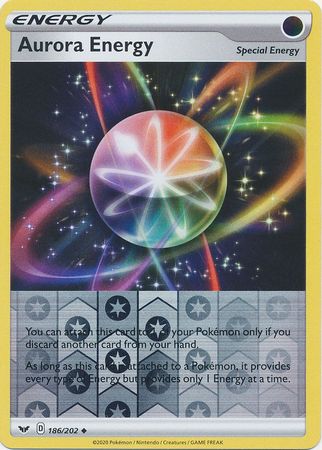 ENERGY
Aurora Energy
Special Energy
You can attach this card to 1 of your Pokémon only if you
discard another card from your hand.
As long as this card is attached to a Pokémon, it provides
every type of Energy but provides only 1 Energy at a time.
D 186/202
©2020 Pokémon / Nintendo / Creatures / GAME FREAK